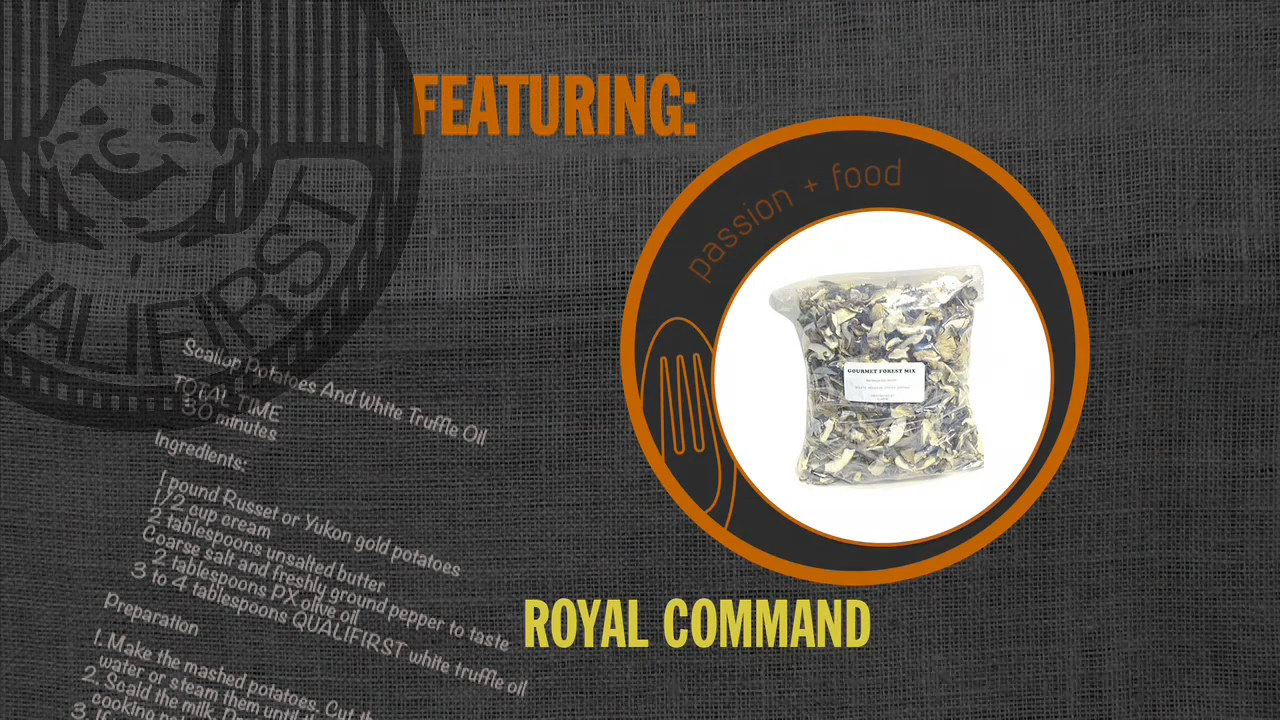 FEATURING:
passion + food
QUALIFIRST
GOURMET FOREST MIX
ROYAL COMMAND
Scallop Potatoes And White Truffle Oil
TOTAL TIME
30 minutes
Ingredients:
1 pound Russet or Yukon gold potatoes
1/2 cup cream
2 tablespoons unsalted butter
Coarse salt and freshly ground pepper to taste
2 tablespoons PX olive oil
3 to 4 tablespoons QUALIFIRST white truffle oil
Preparation
1. Make the mashed potatoes. Cut
water or steam them until
2. Scald the milk.
cooking
3. If